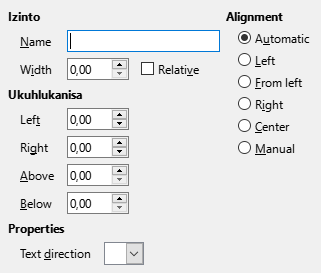 Izinto
Name
Width 0,00 Relative
Ukuhlukanisa
Left 0,00
Right 0,00
Above 0,00
Below 0,00
Properties
Text direction
Alignment
Automatic
Left
From left
Right
Center
Manual